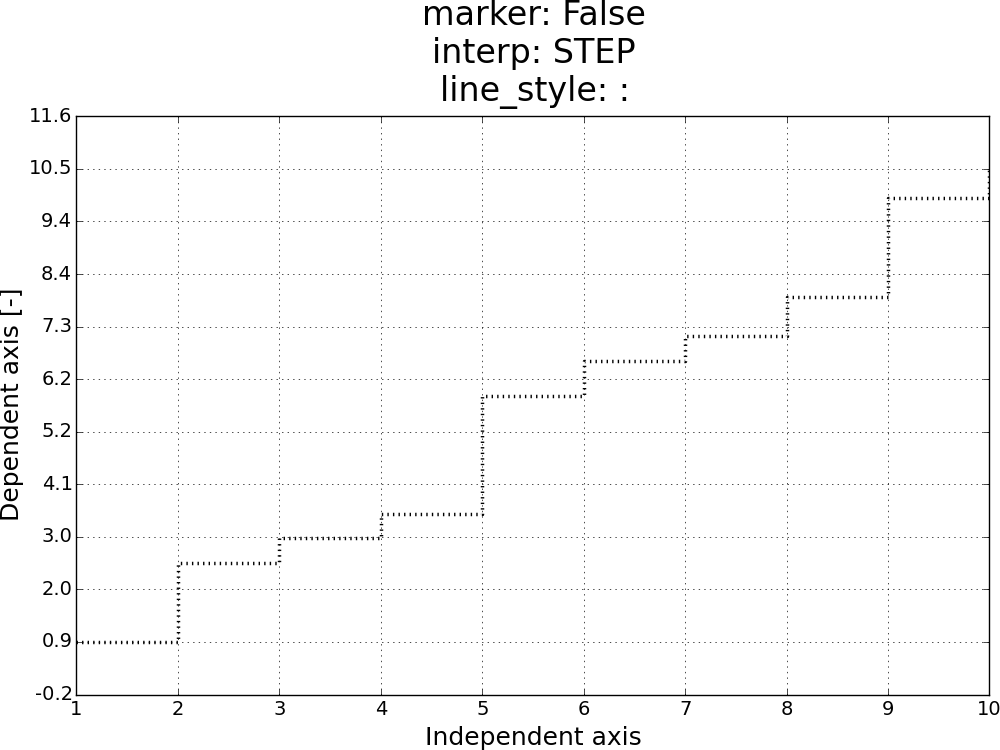 marker: False
interp: STEP
line_style: :
11.6
10.5
9.4
8.4
7.3
6.2
5.2
4.1
3.0
2.0
0.9
-0.2
Dependent axis [-]
1 2 3 4 5 6 7 8 9 10
Independent axis